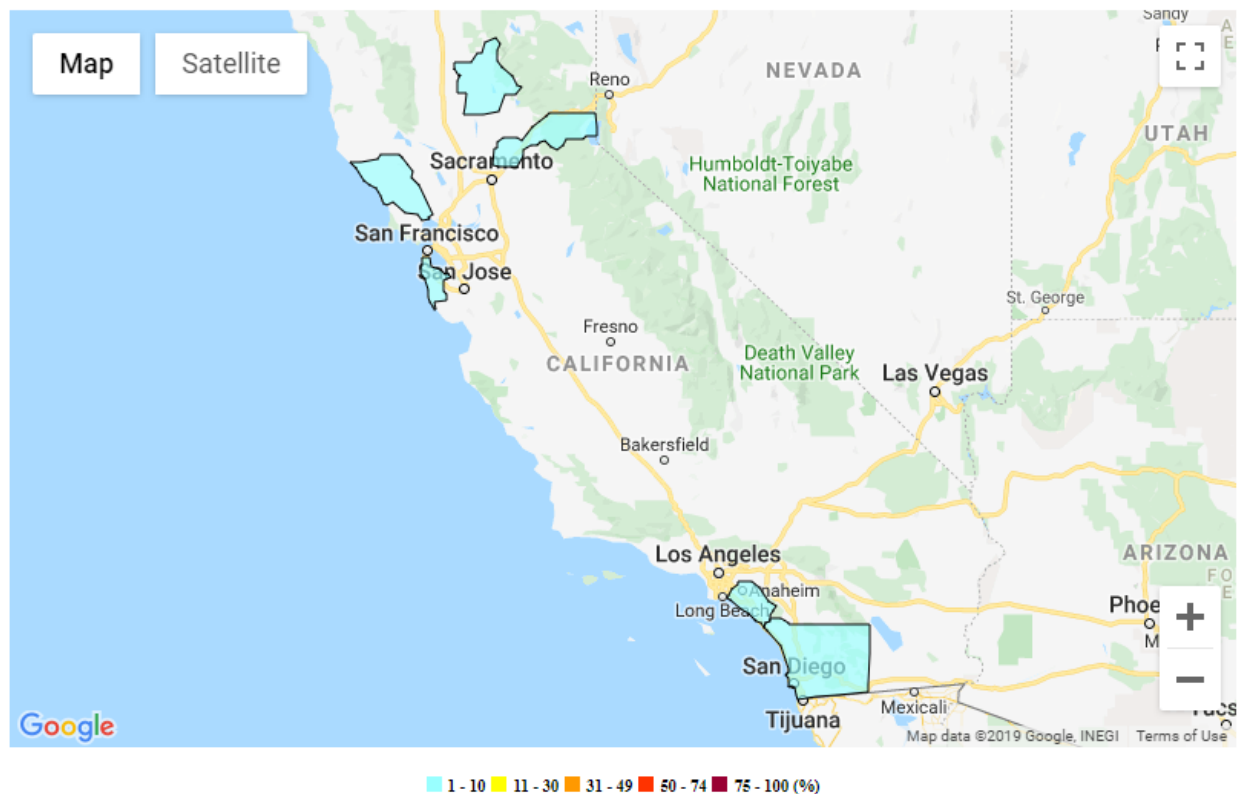 Sandy
Map
Satellite
Reno
NEVADA
UTAH
Sacramento
Humboldt-Toiyabe
National Forest
San Francisco
San Jose
St. George
Fresno
CALIFORNIA
Death Valley
National Park
Las Vegas
Bakersfield
Los Angeles
ARIZONA
Anaheim
Long Beach
Phoe
San Diego
Mexicali
Tijuana
Google
Map data ©2019 Google, INEGI
Terms of Use
1 - 10 11 - 30 31 - 49 50 - 74 75 - 100 (%)